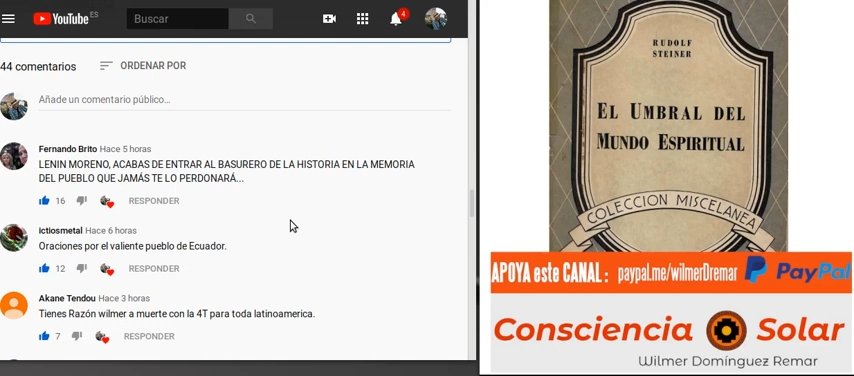 YouTube ES
Buscar
4
44 comentarios
ORDENAR POR
Añade un comentario público...
Fernando Brito Hace 5 horas
LENIN MORENO, ACABAS DE ENTRAR AL BASURERO DE LA HISTORIA EN LA MEMORIA
DEL PUEBLO QUE JAMÁS TE LO PERDONARÁ...
16
RESPONDER
ictiosmetal Hace 6 horas
Oraciones por el valiente pueblo de Ecuador.
12
RESPONDER
Akane Tendou Hace 3 horas
Tienes Razón wilmer a muerte con la 4T para toda latinoamerica.
7
RESPONDER
RUDOLF
STEINER
EL UMBRAL DEL
MUNDO ESPIRITUAL
COLECCION MISCELANEA
APOYA este CANAL : paypal.me/wilmerDremar PayPal
Consciencia Solar
Wilmer Domínguez Remar